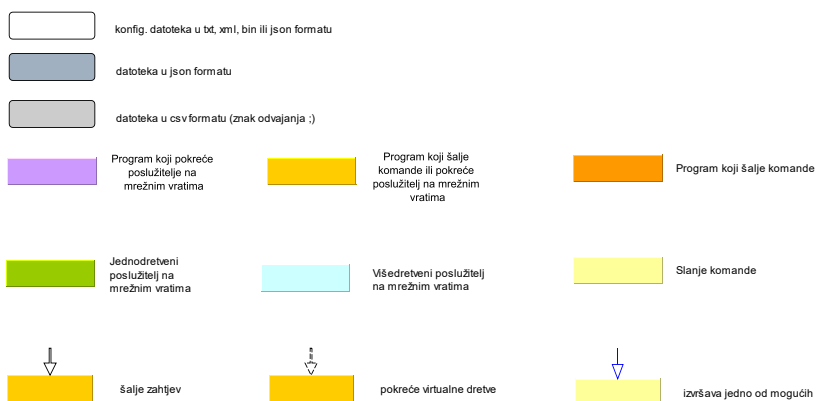 konfig. datoteka u txt, xml, bin ili json formatu
datoteka u json formatu
datoteka u csv formatu (znak odvajanja ;)
Program koji pokreće
poslužitelje na
mrežnim vratima
Program koji šalje
komande ili pokreće
poslužitelj na mrežnim
vratima
Program koji šalje komande
Jednodretveni
poslužitelj na
mrežnim vratima
Višedretveni poslužitelj
na mrežnim vratima
Slanje komande
šalje zahtjev
pokreće virtualne dretve
izvršava jedno od mogućih